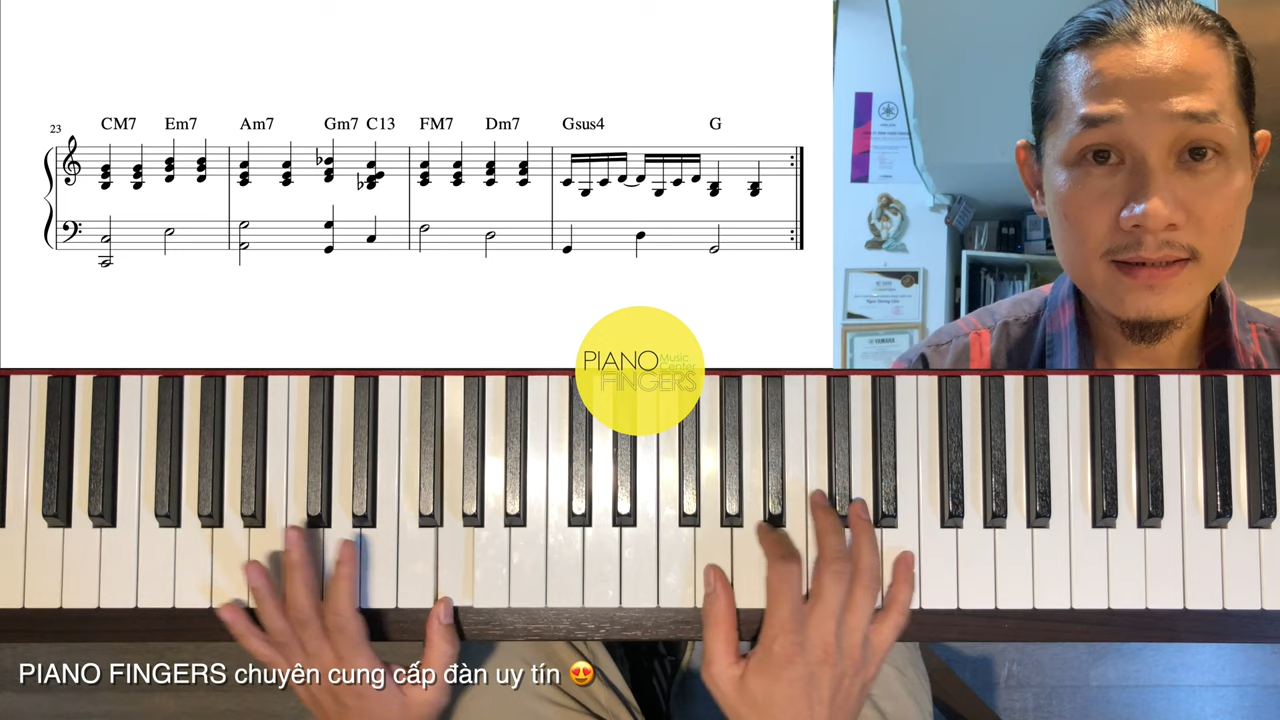 23
CM7 Em7 Am7 Gm7 C13 FM7 Dm7 Gsus4 G
PIANO Music
Center
FINGERS
YAMAHA
PIANO FINGERS chuyên cung cấp đàn uy tín 😍